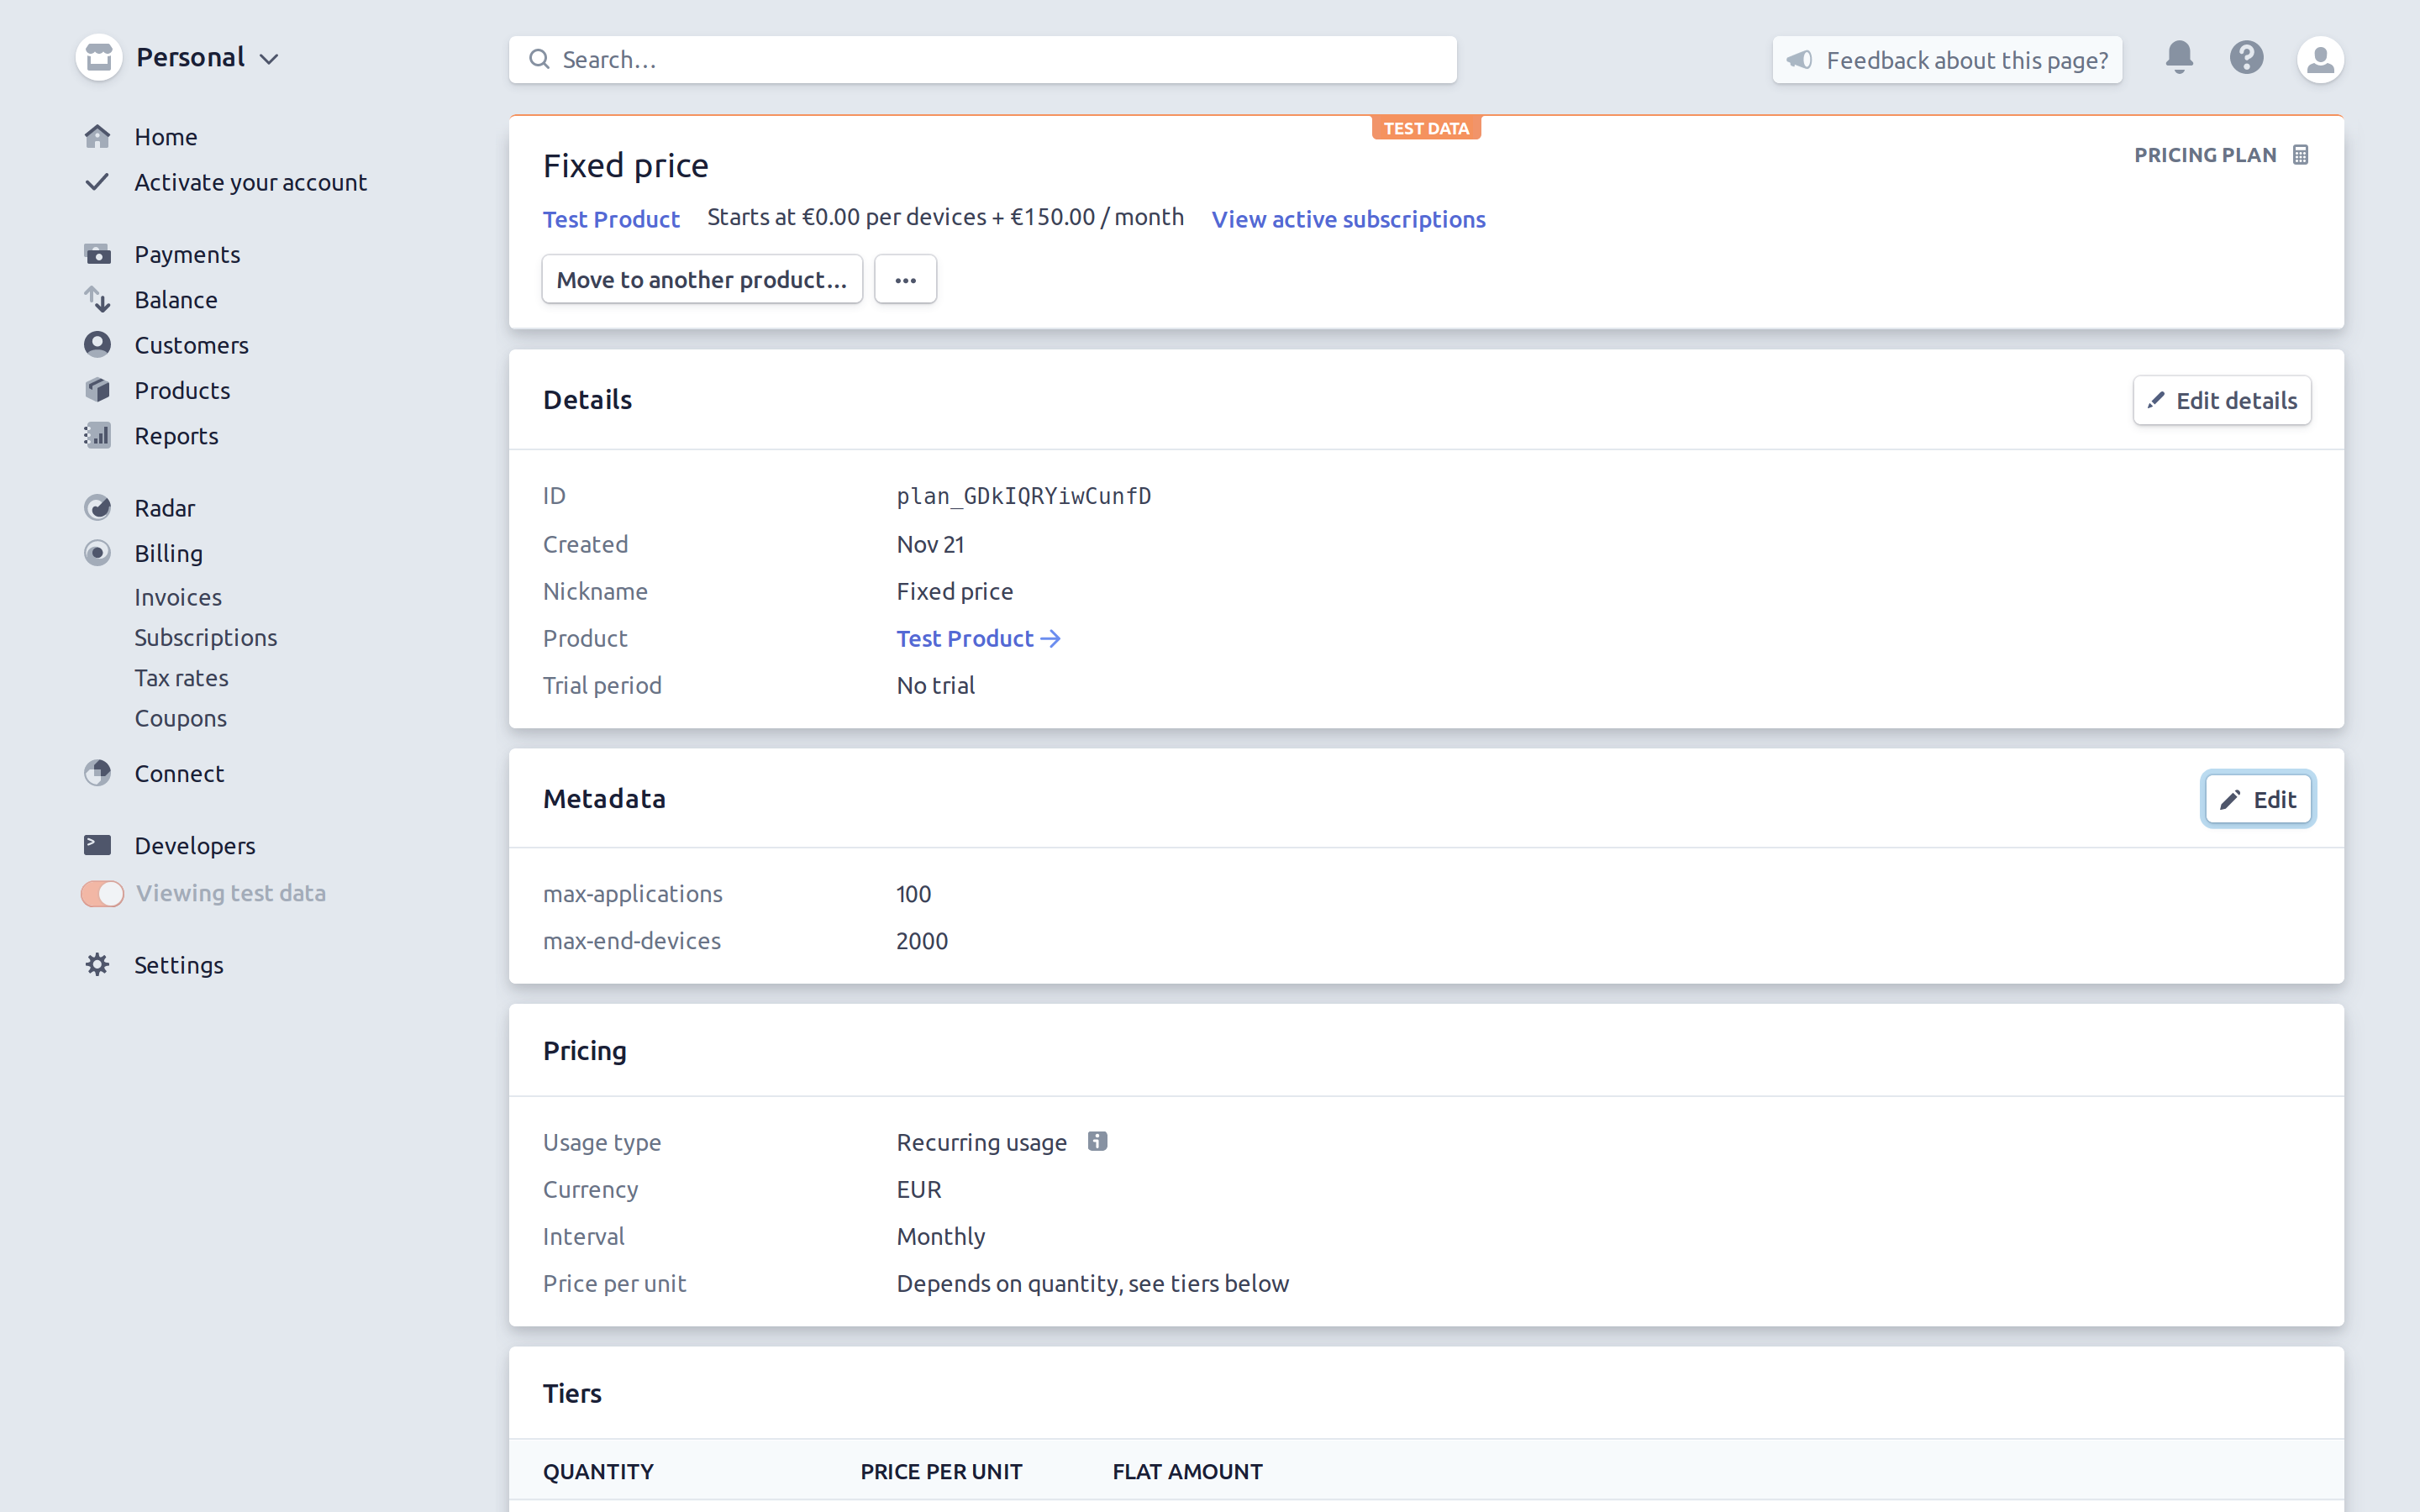 Personal
Search...
Feedback about this page?
Home
Activate your account
Payments
Balance
Customers
Products
Reports
Radar
Billing
Invoices
Subscriptions
Tax rates
Coupons
Connect
Developers
Viewing test data
Settings
TEST DATA
Fixed price
PRICING PLAN
Test Product Starts at €0.00 per devices + €150.00 / month View active subscriptions
Move to another product... ...
Details
Edit details
ID plan_GDkIQRYiwCunfD
Created Nov 21
Nickname Fixed price
Product Test Product →
Trial period No trial
Metadata
Edit
max-applications 100
max-end-devices 2000
Pricing
Usage type Recurring usage
Currency EUR
Interval Monthly
Price per unit Depends on quantity, see tiers below
Tiers
QUANTITY PRICE PER UNIT FLAT AMOUNT